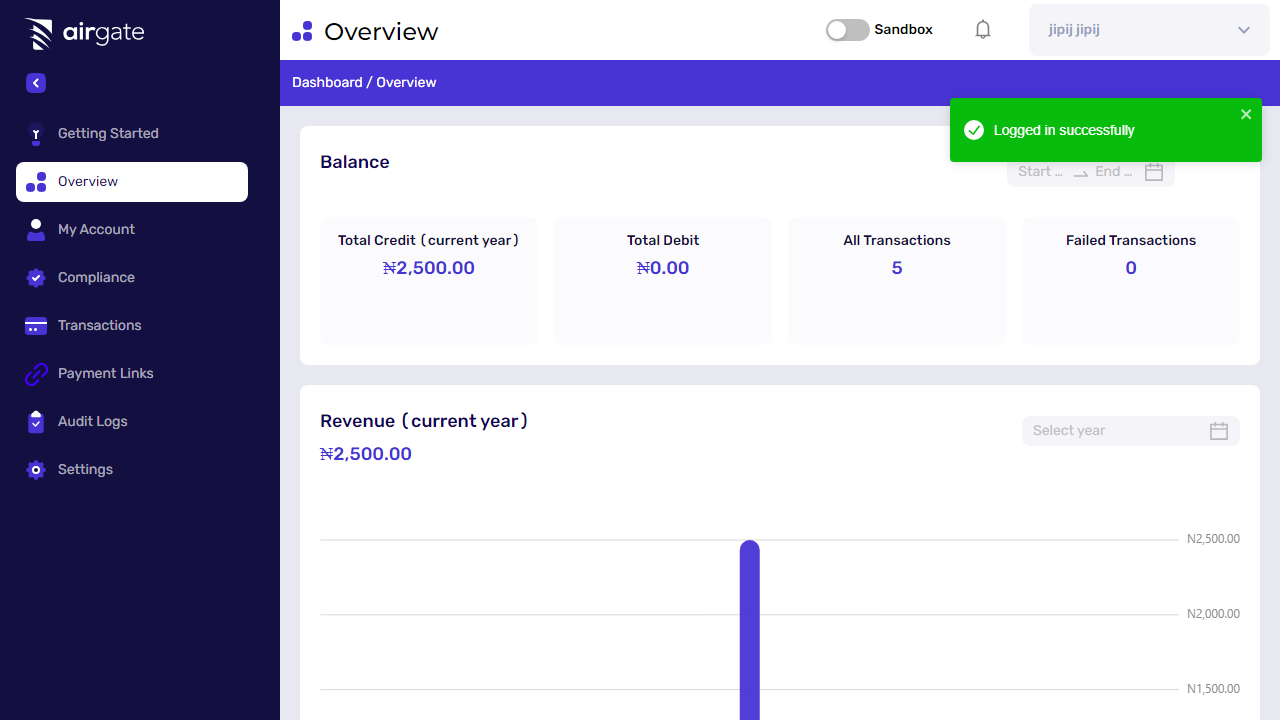 airgate
Overview
Sandbox
jipij jipij
Dashboard / Overview
Logged in successfully
Getting Started
Overview
My Account
Compliance
Transactions
Payment Links
Audit Logs
Settings
Balance
Start ...
End ...
Total Credit (current year)
₦2,500.00
Total Debit
₦0.00
All Transactions
5
Failed Transactions
0
Revenue (current year)
₦2,500.00
Select year
N2,500.00
N2,000.00
N1,500.00